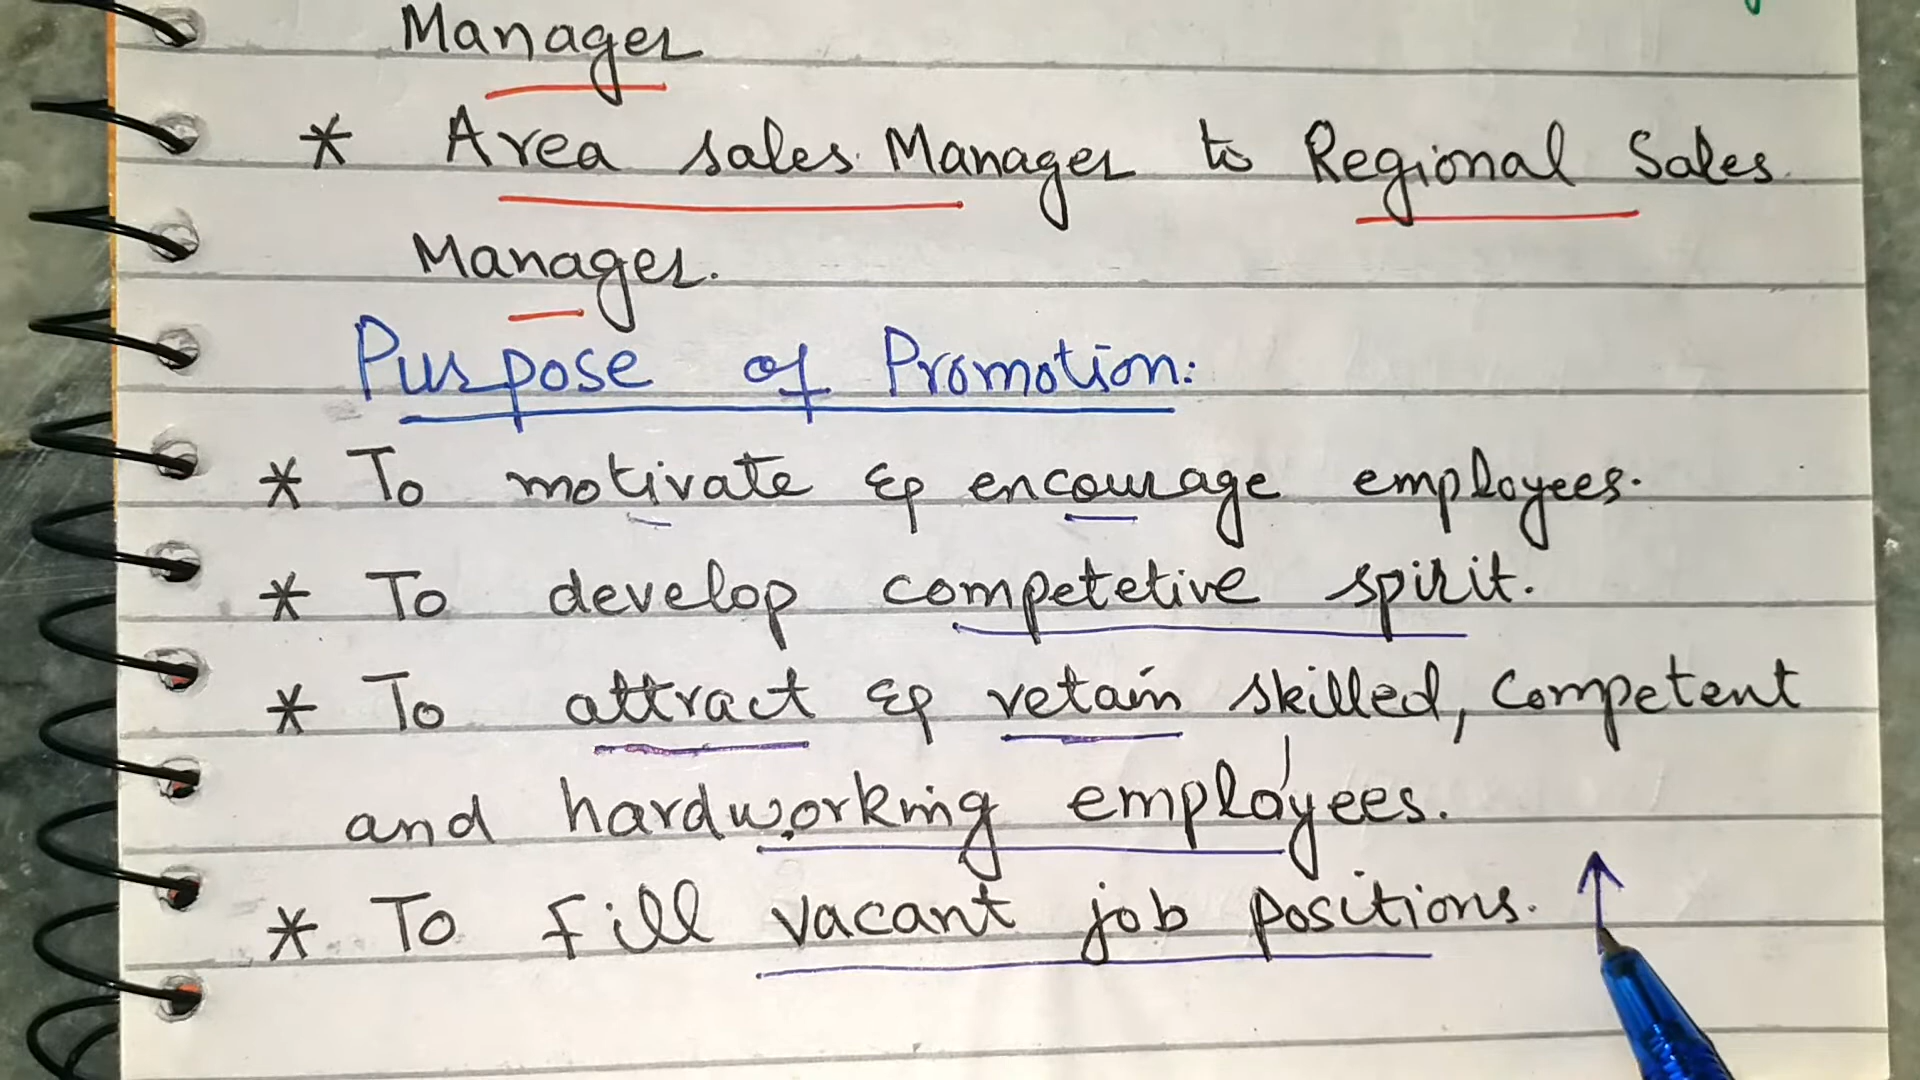 Manager
* Area sales Manager to Regional Sales
Manager.
Purpose of Promotion:
* To motivate & encourage employees.
* To develop competetive spirit.
* To attract & retain skilled, competent
and hardworking employees.
* To Fill vacant job positions.